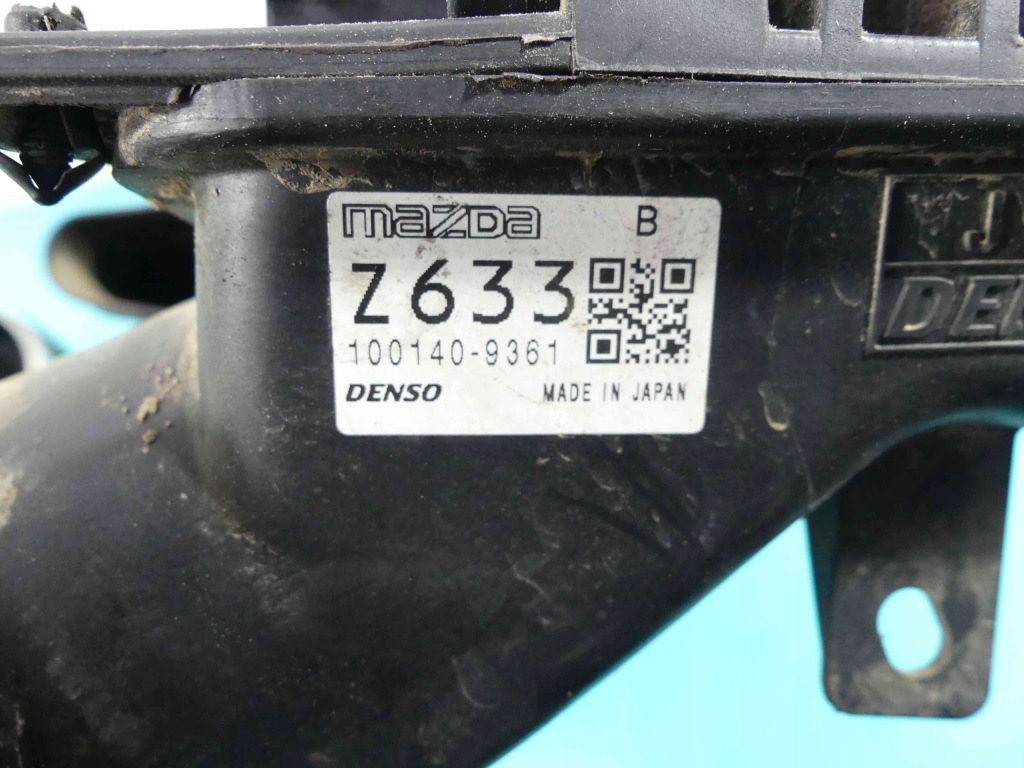 mazda B
Z633
100140-9361
DENSO MADE IN JAPAN
J